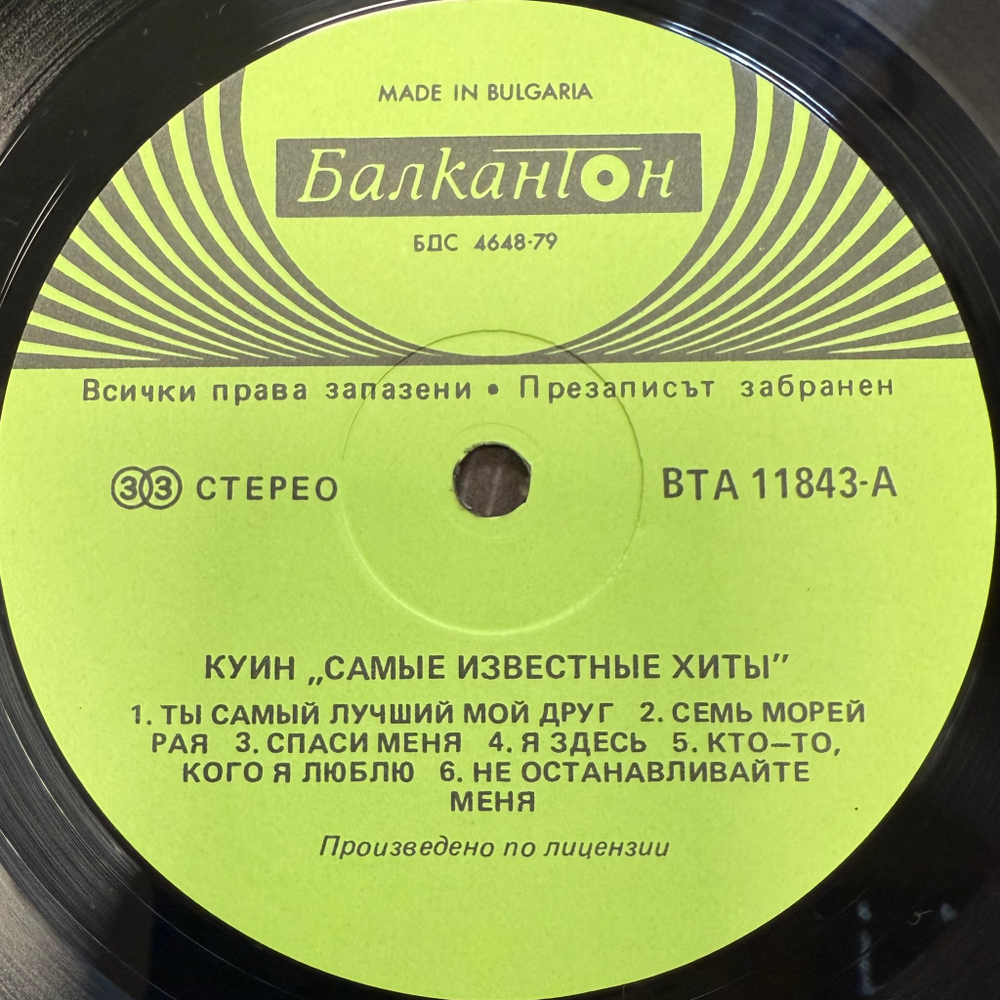 MADE IN BULGARIA
Балкантон
БДС 4648-79
Всички права запазени • Презаписът забранен
33 СТЕРЕО
ВТА 11843-А
КУИН „САМЫЕ ИЗВЕСТНЫЕ ХИТЫ”
1. ТЫ САМЫЙ ЛУЧШИЙ МОЙ ДРУГ 2. СЕМЬ МОРЕЙ
РАЯ 3. СПАСИ МЕНЯ 4. Я ЗДЕСЬ 5. КТО–ТО,
КОГО Я ЛЮБЛЮ 6. НЕ ОСТАНАВЛИВАЙТЕ
МЕНЯ
Произведено по лицензии